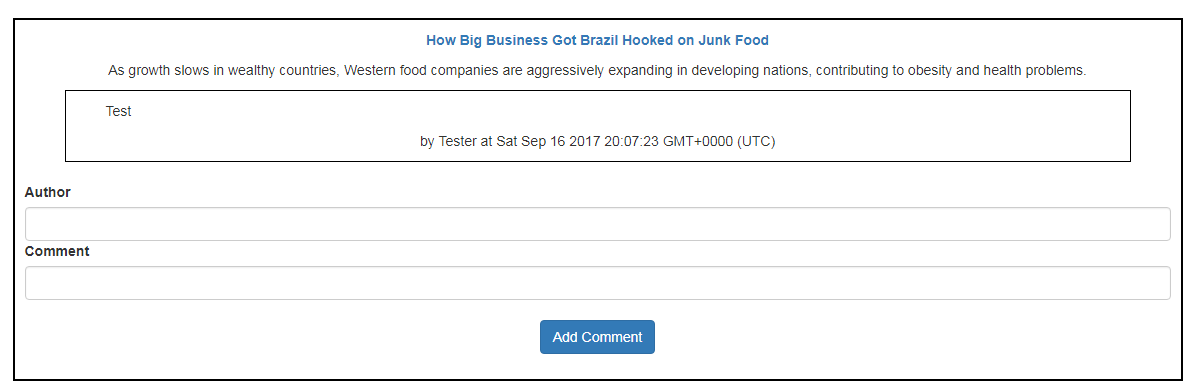 How Big Business Got Brazil Hooked on Junk Food
As growth slows in wealthy countries, Western food companies are aggressively expanding in developing nations, contributing to obesity and health problems.
Test
by Tester at Sat Sep 16 2017 20:07:23 GMT+0000 (UTC)
Author
Comment
Add Comment